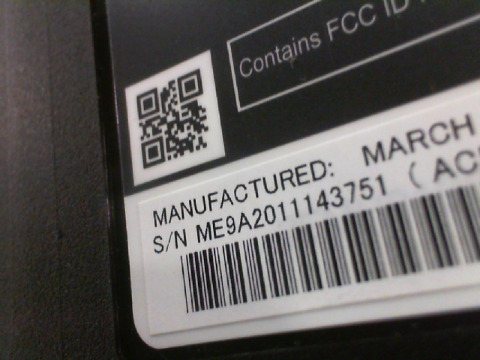 Contains FCC ID
MANUFACTURED: MARCH
S/N ME9A2011143751 ( AC